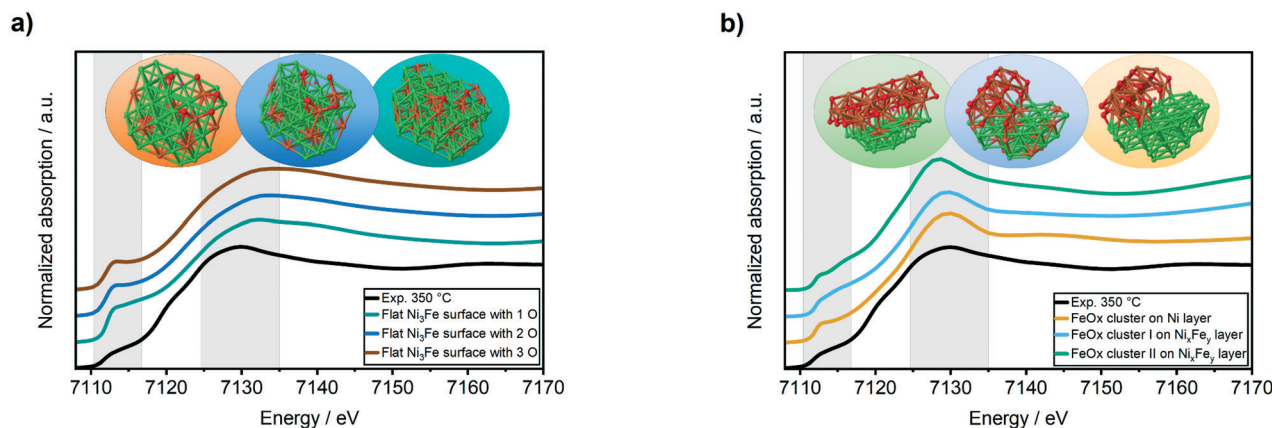 a)
Normalized absorption / a.u.
Exp. 350 °C
Flat Ni₃Fe surface with 1 O
Flat Ni₃Fe surface with 2 O
Flat Ni₃Fe surface with 3 O
7110 7120 7130 7140 7150 7160 7170
Energy / eV
b)
Normalized absorption / a.u.
Exp. 350 °C
FeOx cluster on Ni layer
FeOx cluster I on NiₓFeᵧ layer
FeOx cluster II on NiₓFeᵧ layer
7110 7120 7130 7140 7150 7160 7170
Energy / eV